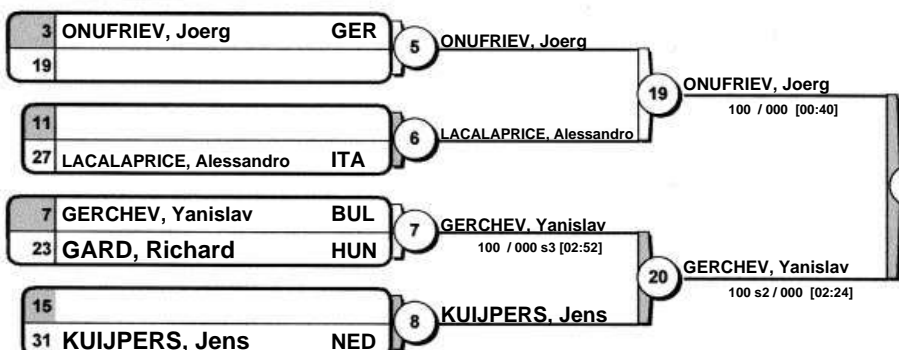 3 ONUFRIEV, Joerg GER
19
5 ONUFRIEV, Joerg
11
27 LACALAPRICE, Alessandro ITA
6 LACALAPRICE, Alessandro
19 ONUFRIEV, Joerg
100 / 000 [00:40]
7 GERCHEV, Yanislav BUL
23 GARD, Richard HUN
7 GERCHEV, Yanislav
100 / 000 s3 [02:52]
15
31 KUIJPERS, Jens NED
8 KUIJPERS, Jens
20 GERCHEV, Yanislav
100 s2 / 000 [02:24]